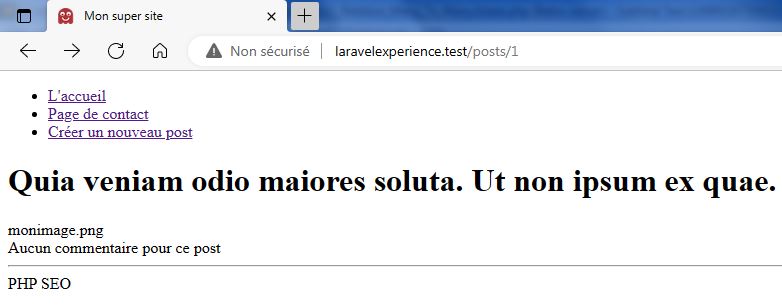 Mon super site
Non sécurisé
laravelexperience.test/posts/1
L'accueil
Page de contact
Créer un nouveau post
Quia veniam odio maiores soluta. Ut non ipsum ex quae.
monimage.png
Aucun commentaire pour ce post
PHP SEO